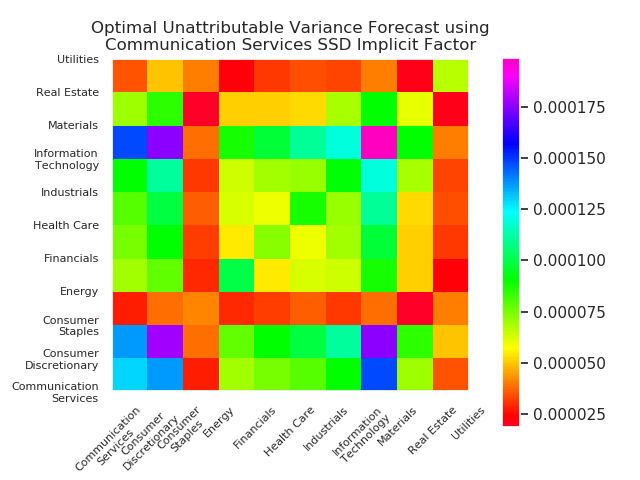 Optimal Unattributable Variance Forecast using
Communication Services SSD Implicit Factor
Utilities
Real Estate
Materials
Information
Technology
Industrials
Health Care
Financials
Energy
Consumer
Staples
Consumer
Discretionary
Communication
Services
0.000175
0.000150
0.000125
0.000100
0.000075
0.000050
0.000025
Communication
Services
Consumer
Discretionary
Consumer
Staples
Energy
Financials
Health Care
Industrials
Information
Technology
Materials
Real Estate
Utilities